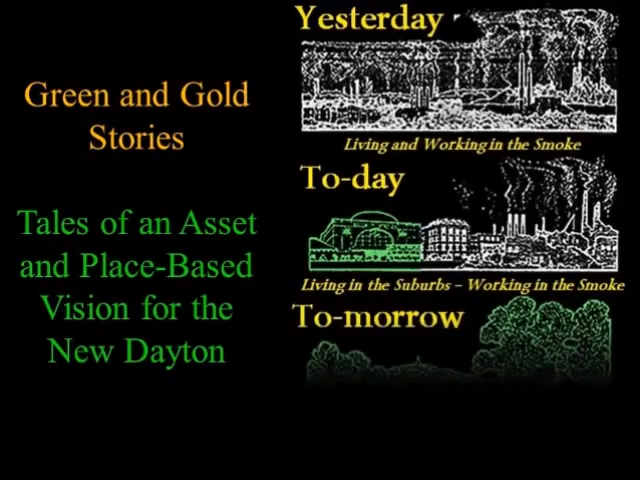 Green and Gold
Stories
Tales of an Asset
and Place-Based
Vision for the
New Dayton
Yesterday
Living and Working in the Smoke
To-day
Living in the Suburbs – Working in the Smoke
To-morrow